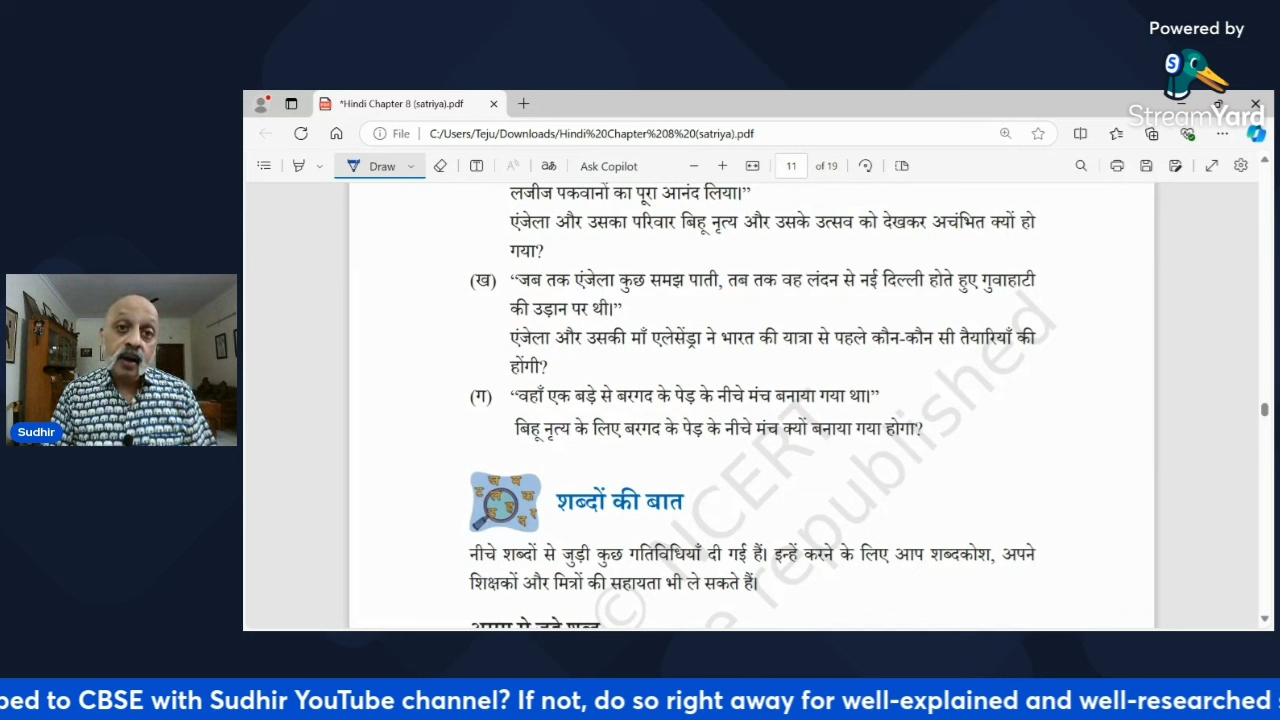 Powered by
S
StreamYard
*Hindi Chapter 8 (satriya).pdf
File C:/Users/Teju/Downloads/Hindi%20Chapter%208%20(satriya).pdf
Draw
Ask Copilot
11 of 19
लजीज पकवानों का पूरा आनंद लिया।”
एंजेला और उसका परिवार बिहू नृत्य और उसके उत्सव को देखकर अचंभित क्यों हो
गया?
(ख) “जब तक एंजेला कुछ समझ पाती, तब तक वह लंदन से नई दिल्ली होते हुए गुवाहाटी
की उड़ान पर थी।”
एंजेला और उसकी माँ एलेसेंड्रा ने भारत की यात्रा से पहले कौन-कौन सी तैयारियाँ की
होंगी?
(ग) “वहाँ एक बड़े से बरगद के पेड़ के नीचे मंच बनाया गया था।”
बिहू नृत्य के लिए बरगद के पेड़ के नीचे मंच क्यों बनाया गया होगा?
शब्दों की बात
नीचे शब्दों से जुड़ी कुछ गतिविधियाँ दी गई हैं। इन्हें करने के लिए आप शब्दकोश, अपने
शिक्षकों और मित्रों की सहायता भी ले सकते हैं।
© NCERT
e republished
Sudhir
bed to CBSE with Sudhir YouTube channel? If not, do so right away for well-explained and well-researched